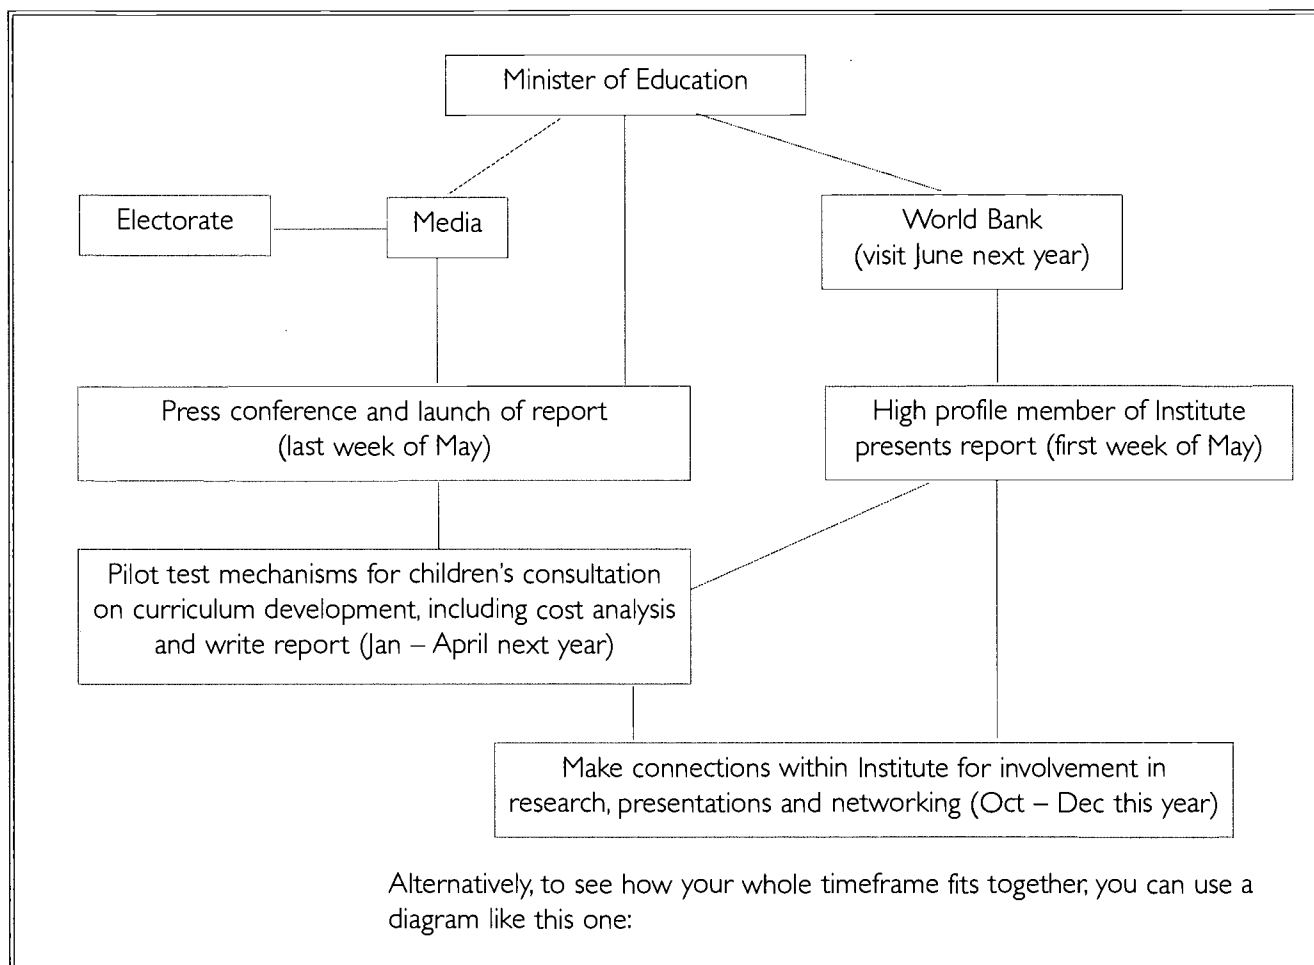 Minister of Education
Electorate
Media
World Bank
(visit June next year)
Press conference and launch of report
(last week of May)
High profile member of Institute
presents report (first week of May)
Pilot test mechanisms for children's consultation
on curriculum development, including cost analysis
and write report (Jan – April next year)
Make connections within Institute for involvement in
research, presentations and networking (Oct – Dec this year)
Alternatively, to see how your whole timeframe fits together, you can use a
diagram like this one: